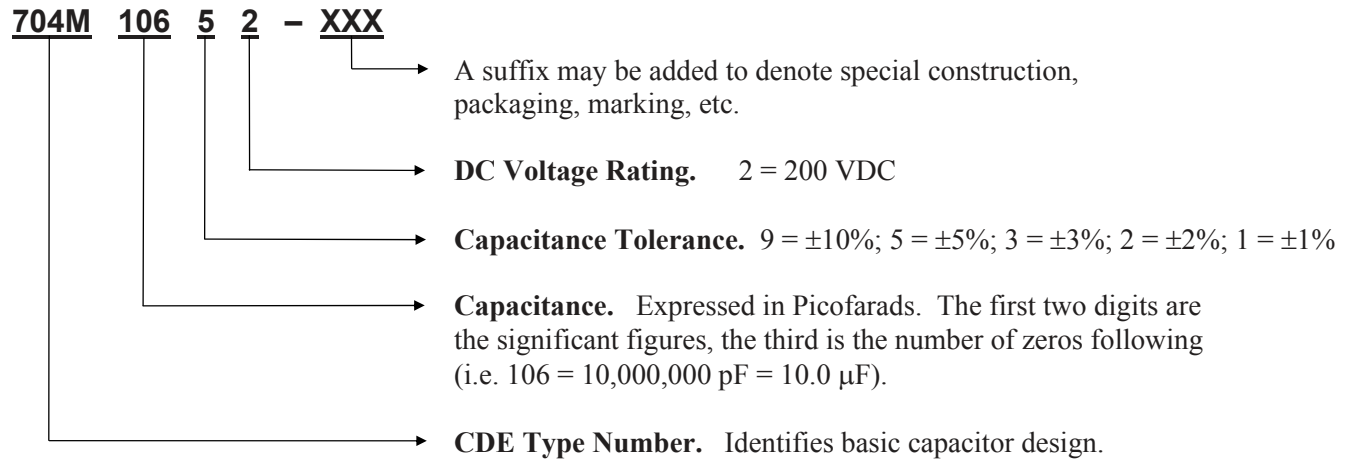 704M 106 5 2 – XXX
A suffix may be added to denote special construction,
packaging, marking, etc.
DC Voltage Rating. 2 = 200 VDC
Capacitance Tolerance. 9 = ±10%; 5 = ±5%; 3 = ±3%; 2 = ±2%; 1 = ±1%
Capacitance. Expressed in Picofarads. The first two digits are
the significant figures, the third is the number of zeros following
(i.e. 106 = 10,000,000 pF = 10.0 μF).
CDE Type Number. Identifies basic capacitor design.